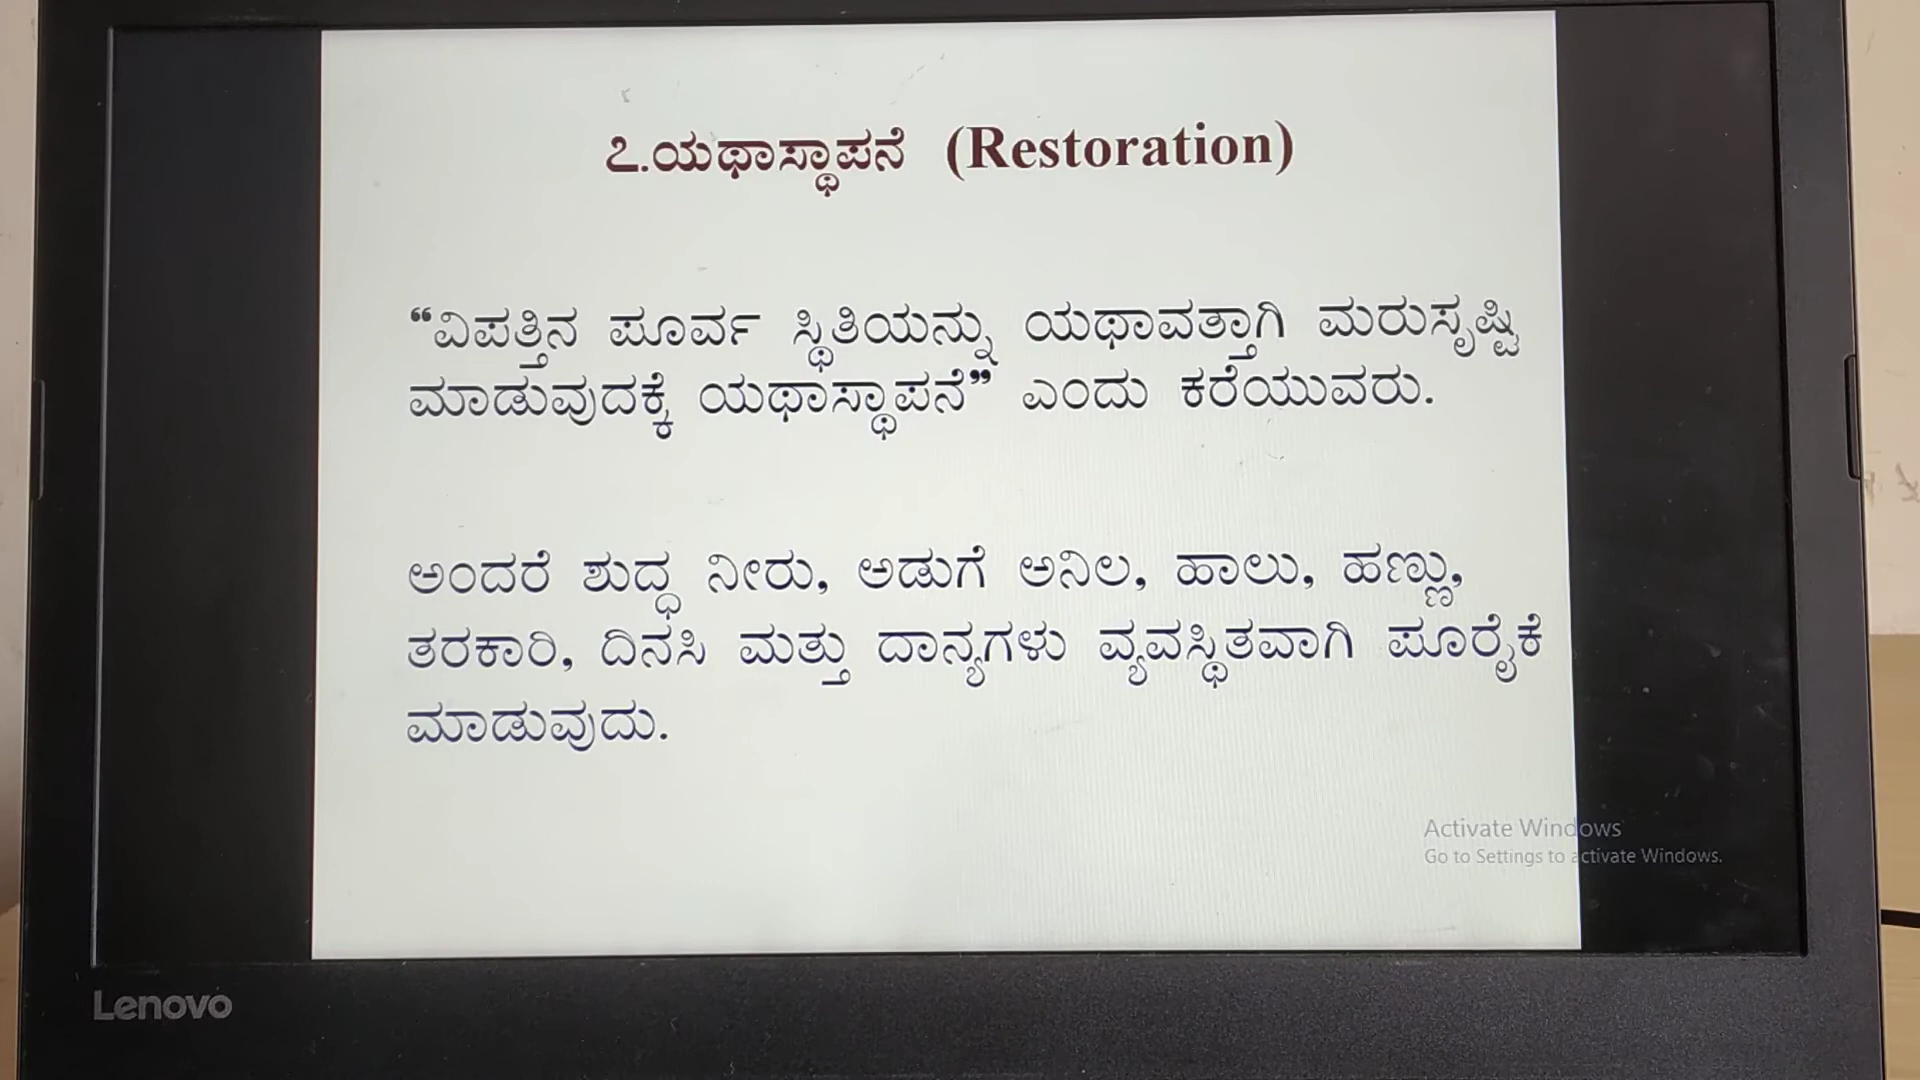 ೭.ಯಥಾಸ್ಥಾಪನೆ (Restoration)
“ವಿಪತ್ತಿನ ಪೂರ್ವ ಸ್ಥಿತಿಯನ್ನು ಯಥಾವತ್ತಾಗಿ ಮರುಸೃಷ್ಟಿ
ಮಾಡುವುದಕ್ಕೆ ಯಥಾಸ್ಥಾಪನೆ” ಎಂದು ಕರೆಯುವರು.
ಅಂದರೆ ಶುದ್ಧ ನೀರು, ಅಡುಗೆ ಅನಿಲ, ಹಾಲು, ಹಣ್ಣು,
ತರಕಾರಿ, ದಿನಸಿ ಮತ್ತು ದಾನ್ಯಗಳು ವ್ಯವಸ್ಥಿತವಾಗಿ ಪೂರೈಕೆ
ಮಾಡುವುದು.
Activate Windows
Go to Settings to activate Windows.
Lenovo